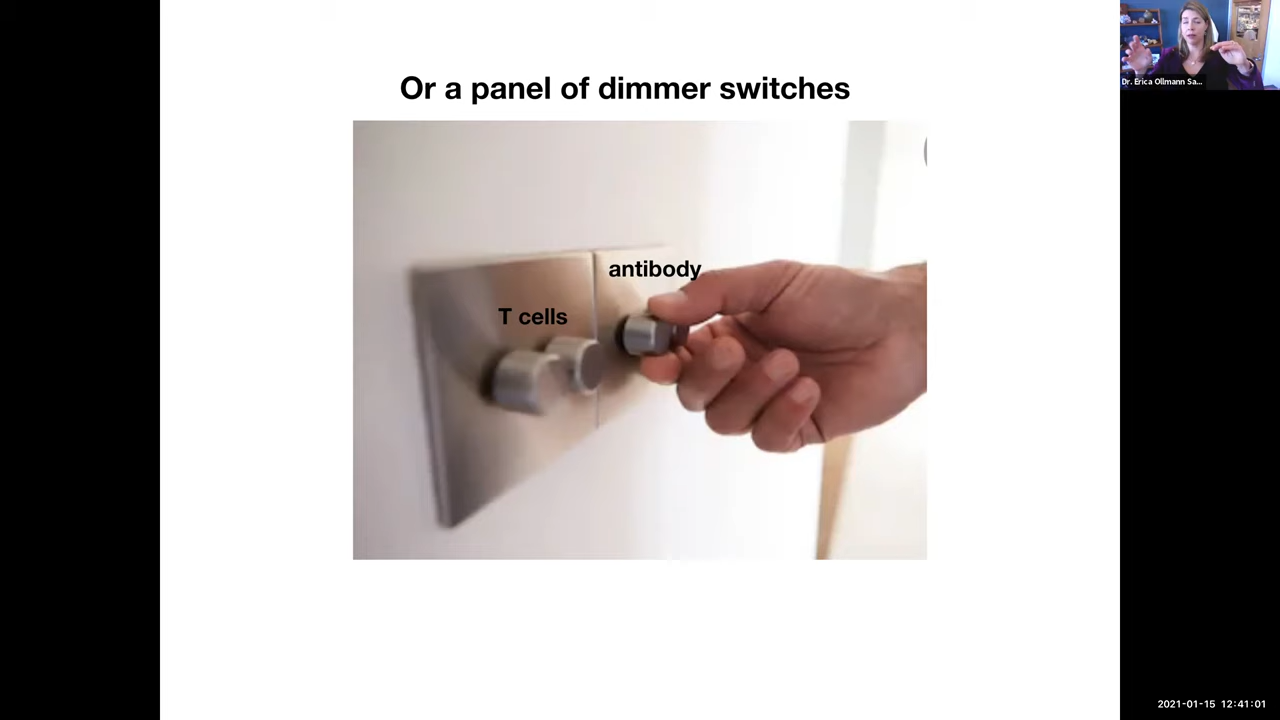 Or a panel of dimmer switches
antibody
T cells
Dr. Erica Ollmann Sa...
2021-01-15 12:41:01